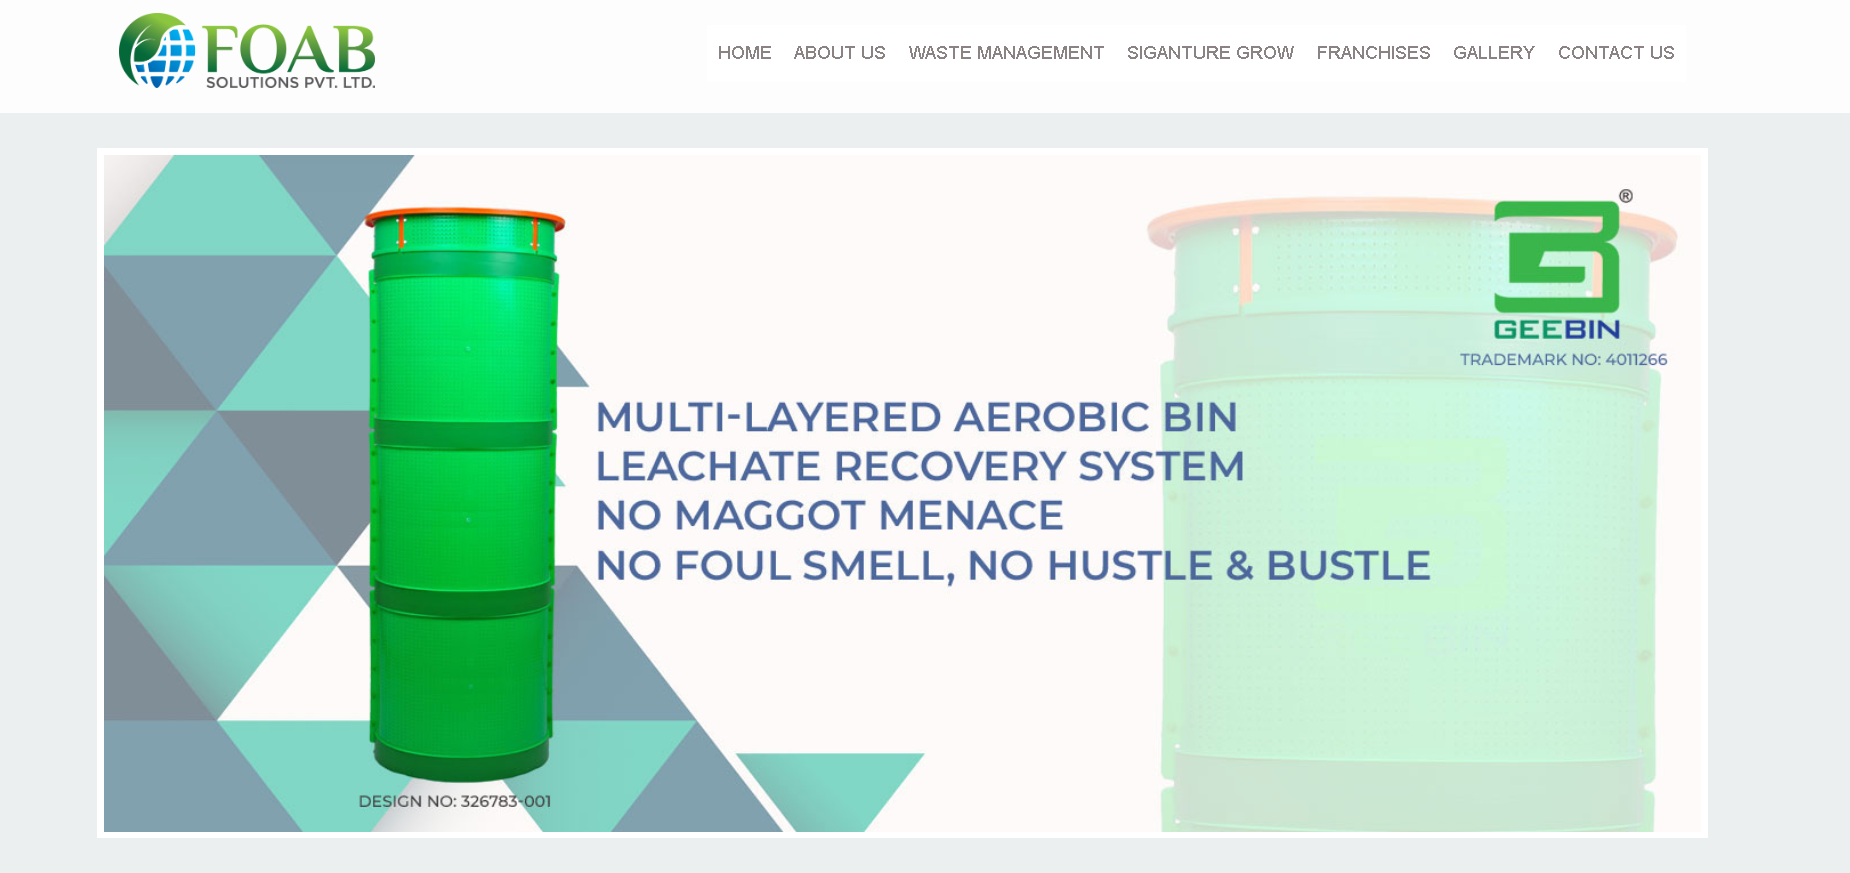 FOAB
SOLUTIONS PVT. LTD.
HOME ABOUT US WASTE MANAGEMENT SIGANTURE GROW FRANCHISES GALLERY CONTACT US
®
GEEBIN
TRADEMARK NO: 4011266
MULTI-LAYERED AEROBIC BIN
LEACHATE RECOVERY SYSTEM
NO MAGGOT MENACE
NO FOUL SMELL, NO HUSTLE & BUSTLE
DESIGN NO: 326783-001